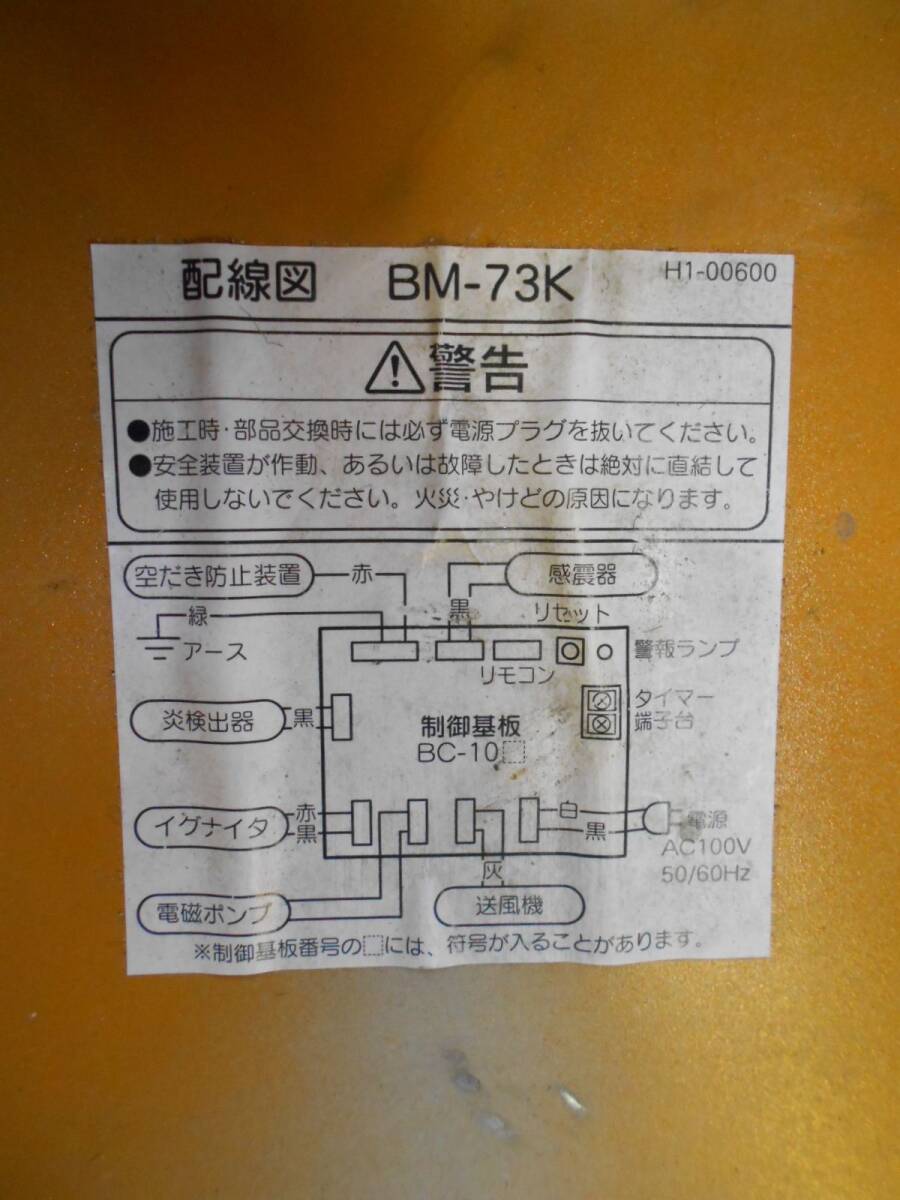 配線図 BM-73K H1-00600
警告
●施工時・部品交換時には必ず電源プラグを抜いてください。
●安全装置が作動、あるいは故障したときは絶対に直結して
使用しないでください。火災・やけどの原因になります。
空だき防止装置 赤 感震器
緑 黒 リセット
アース 警報ランプ
リモコン
タイマー
端子台
炎検出器 黒 制御基板
BC-10□
イグナイタ 赤 白 電源
黒 黒
AC100V
50/60Hz
灰
電磁ポンプ 送風機
※制御基板番号の□には、符号が入ることがあります。